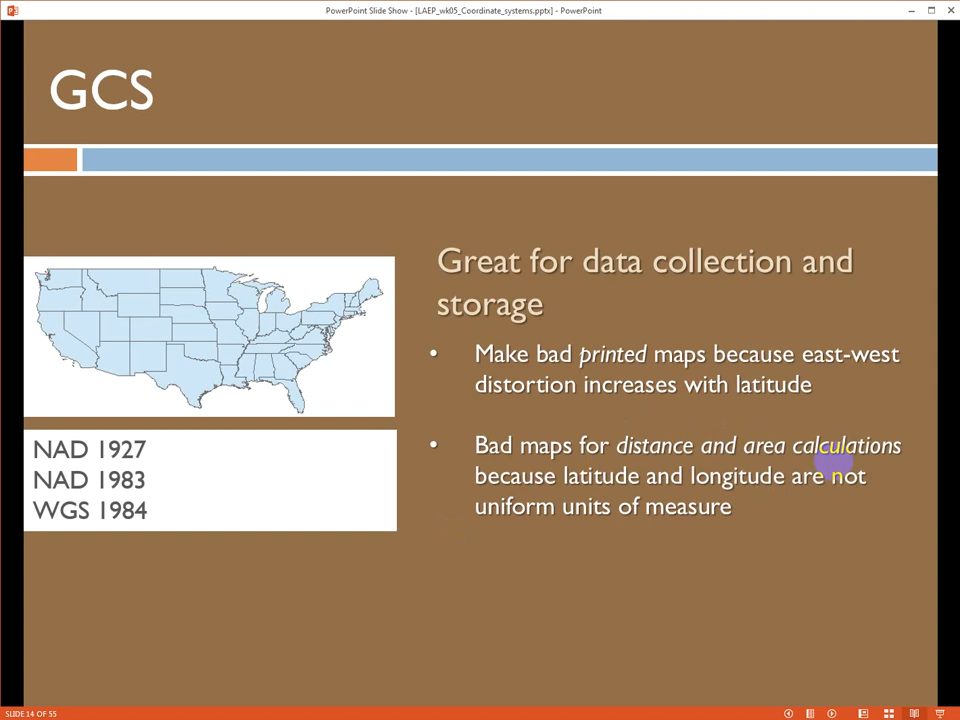 PowerPoint Slide Show - [LAEP_wk05_Coordinate_systems.pptx] - PowerPoint
GCS
Great for data collection and
storage
• Make bad printed maps because east-west
distortion increases with latitude
• Bad maps for distance and area calculations
because latitude and longitude are not
uniform units of measure
NAD 1927
NAD 1983
WGS 1984
SLIDE 14 OF 55